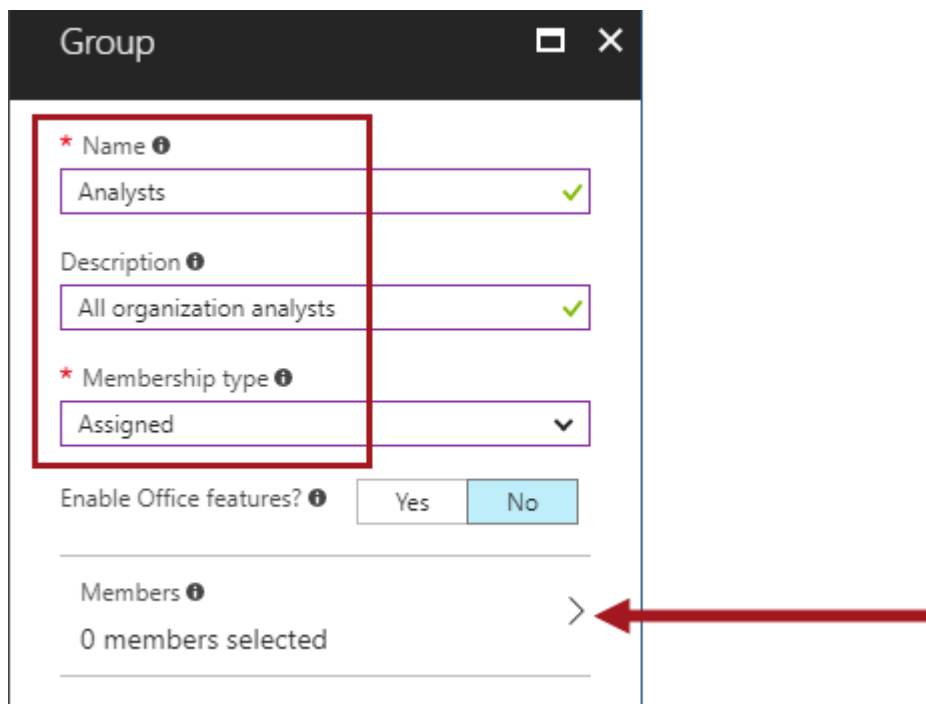 Group
* Name
Analysts
Description
All organization analysts
* Membership type
Assigned
Enable Office features? Yes No
Members
0 members selected